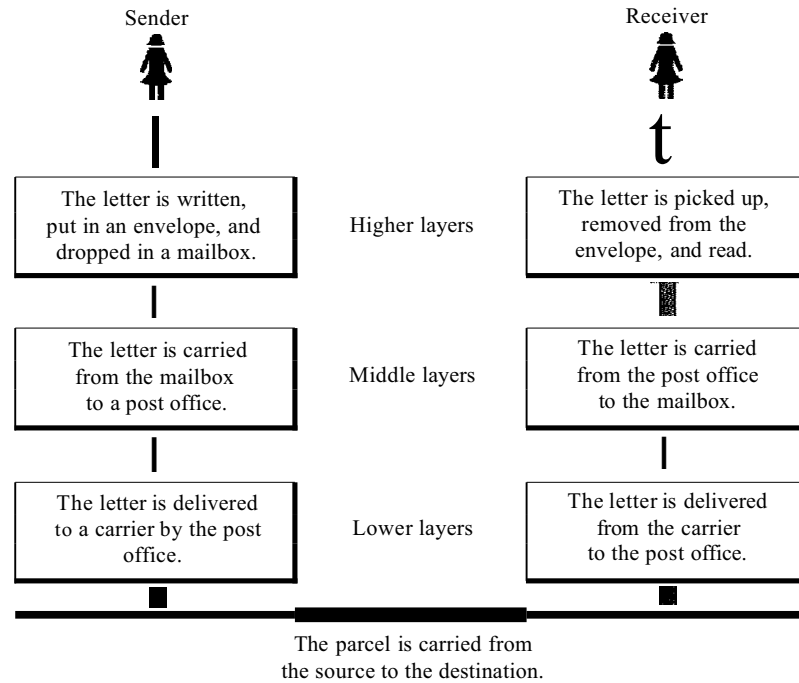 Sender
Receiver
t
The letter is written,
put in an envelope, and
dropped in a mailbox.
Higher layers
The letter is picked up,
removed from the
envelope, and read.
The letter is carried
from the mailbox
to a post office.
Middle layers
The letter is carried
from the post office
to the mailbox.
The letter is delivered
to a carrier by the post
office.
Lower layers
The letter is delivered
from the carrier
to the post office.
The parcel is carried from
the source to the destination.